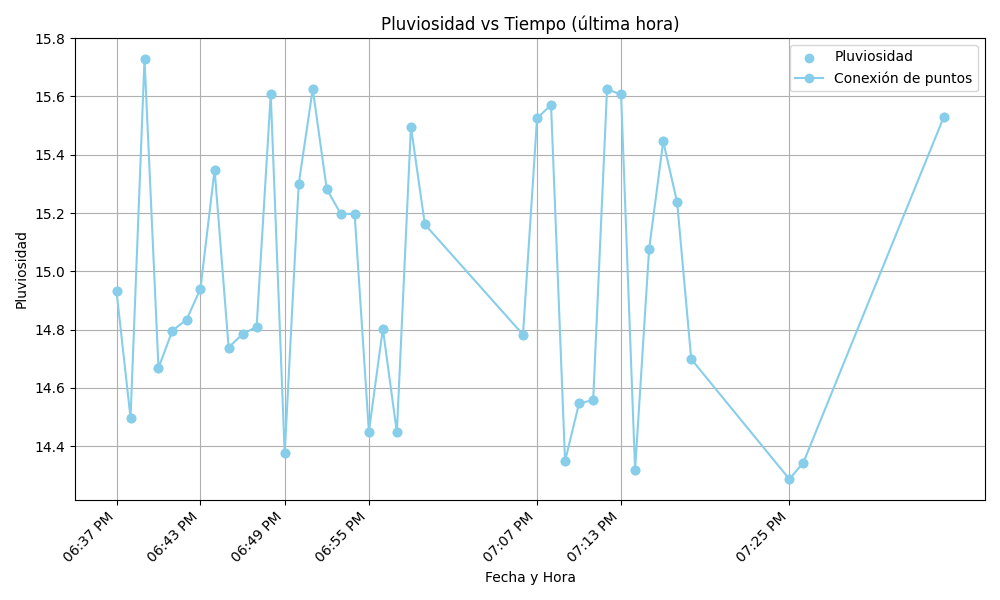 Pluviosidad vs Tiempo (última hora)
Pluviosidad
Conexión de puntos
Pluviosidad
15.8
15.6
15.4
15.2
15.0
14.8
14.6
14.4
06:37 PM
06:43 PM
06:49 PM
06:55 PM
07:07 PM
07:13 PM
07:25 PM
Fecha y Hora